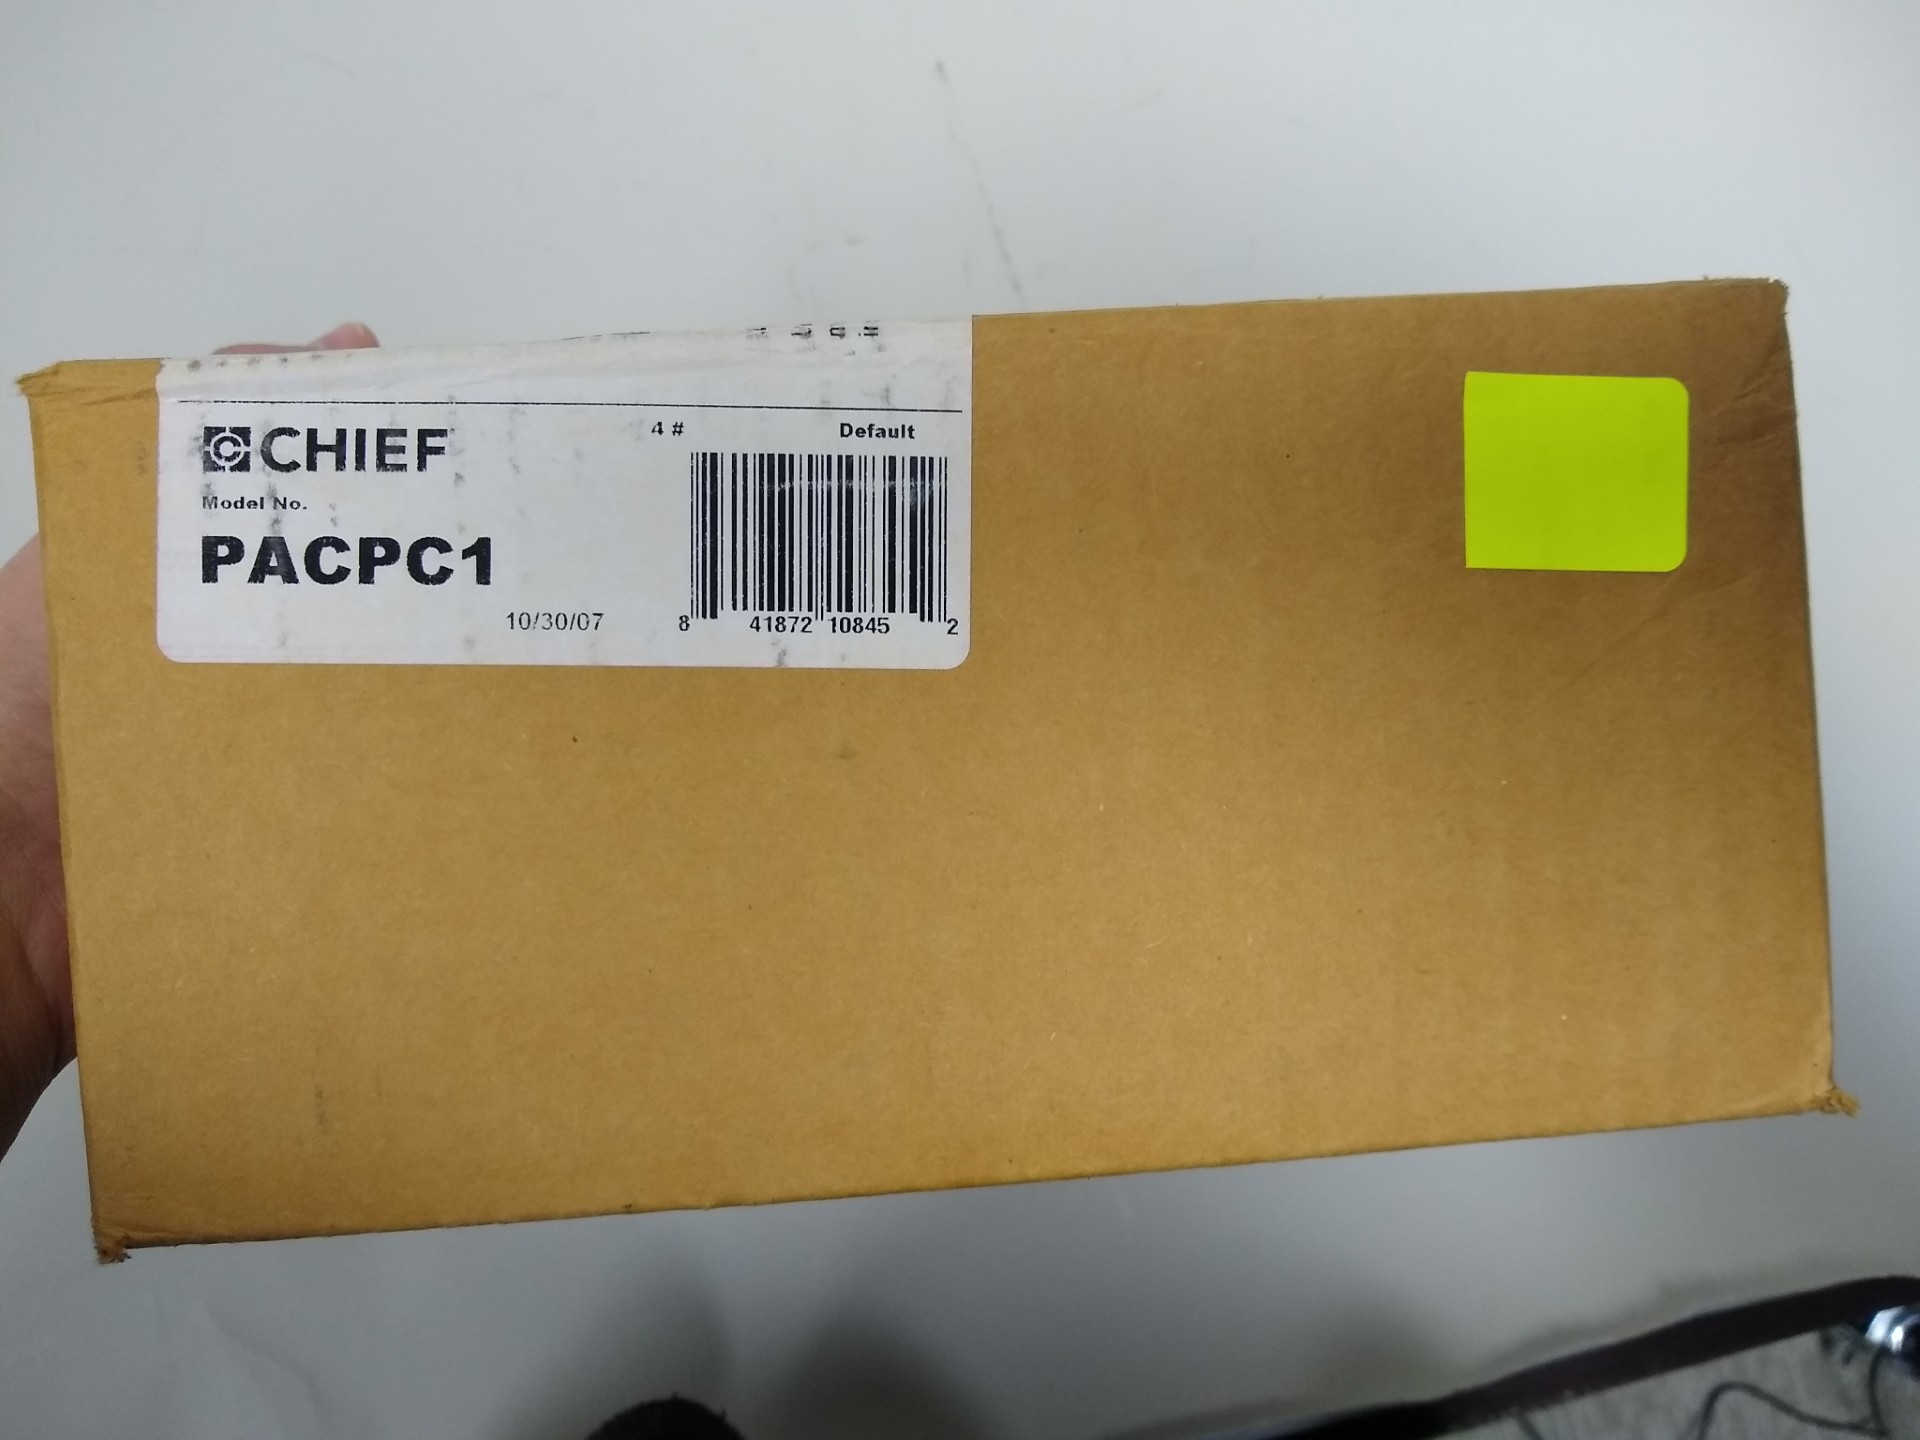 CHIEF
4 #
Default
Model No.
PACPC1
10/30/07
8 41872 10845 2